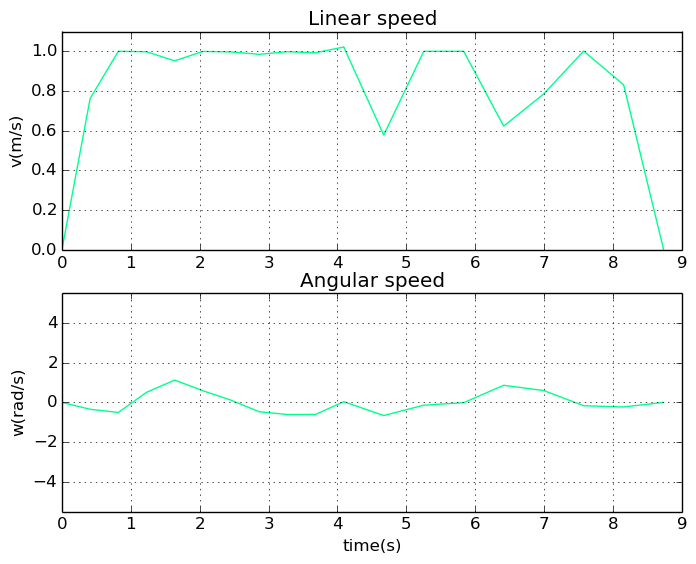 Linear speed
v(m/s)
1.0
0.8
0.6
0.4
0.2
0.0
0 1 2 3 4 5 6 7 8 9
Angular speed
w(rad/s)
4
2
0
−2
−4
0 1 2 3 4 5 6 7 8 9
time(s)